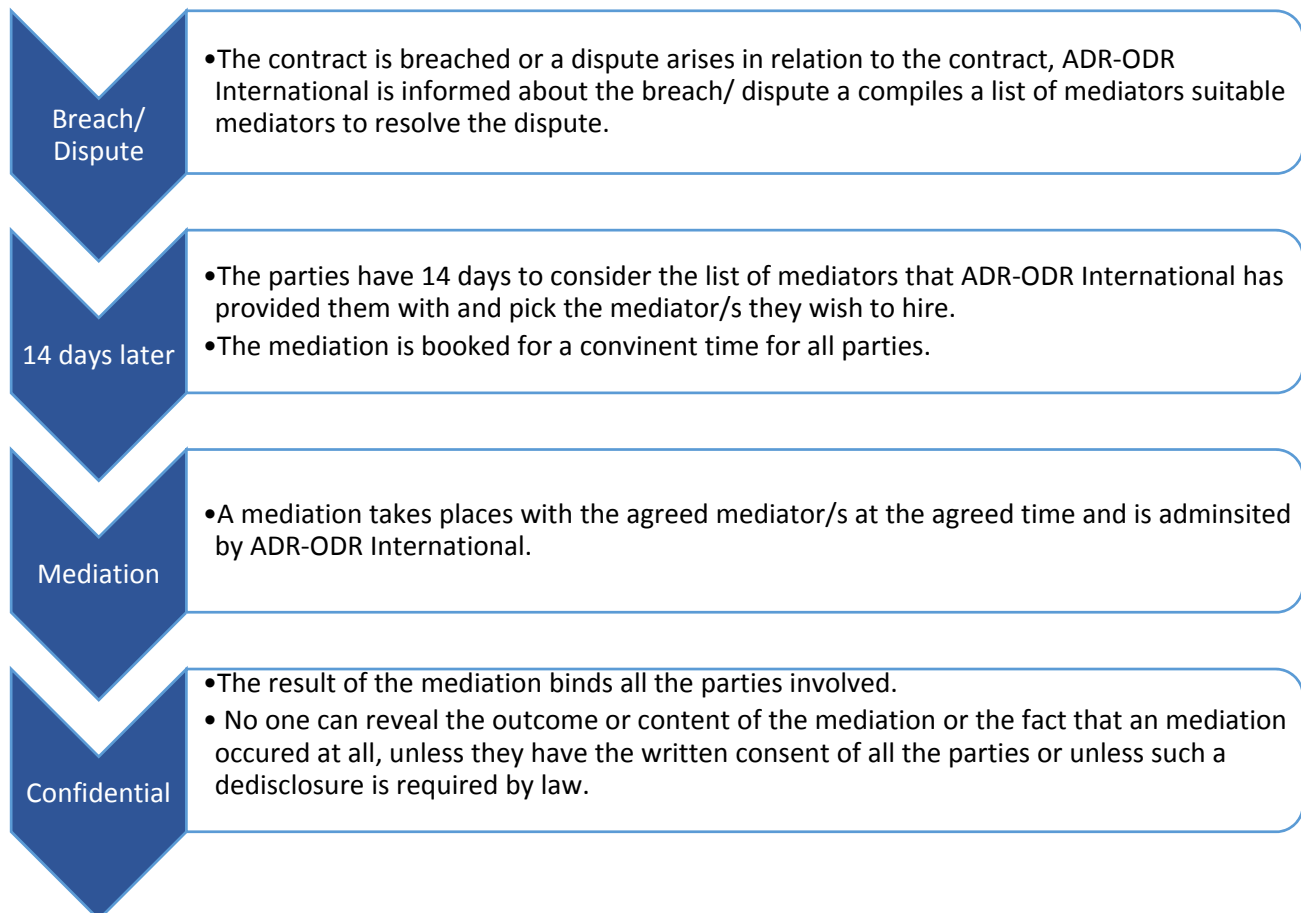 Breach/
Dispute
•The contract is breached or a dispute arises in relation to the contract, ADR-ODR
International is informed about the breach/ dispute a compiles a list of mediators suitable
mediators to resolve the dispute.
14 days later
•The parties have 14 days to consider the list of mediators that ADR-ODR International has
provided them with and pick the mediator/s they wish to hire.
•The mediation is booked for a convinent time for all parties.
Mediation
•A mediation takes places with the agreed mediator/s at the agreed time and is adminsited
by ADR-ODR International.
Confidential
•The result of the mediation binds all the parties involved.
• No one can reveal the outcome or content of the mediation or the fact that an mediation
occured at all, unless they have the written consent of all the parties or unless such a
dedisclosure is required by law.